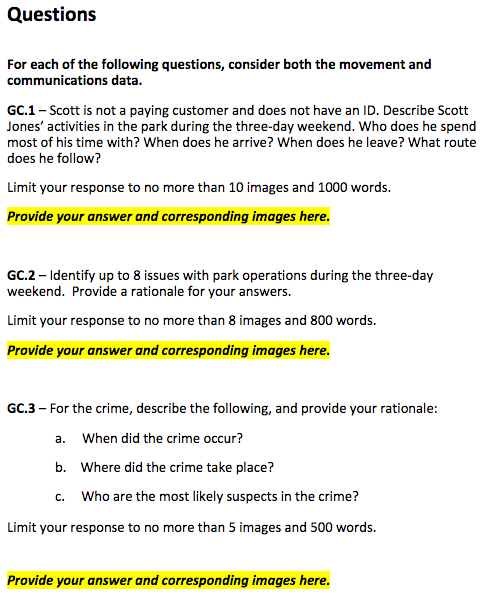 Questions
For each of the following questions, consider both the movement and
communications data.
GC.1 – Scott is not a paying customer and does not have an ID. Describe Scott
Jones’ activities in the park during the three-day weekend. Who does he spend
most of his time with? When does he arrive? When does he leave? What route
does he follow?
Limit your response to no more than 10 images and 1000 words.
Provide your answer and corresponding images here.
GC.2 – Identify up to 8 issues with park operations during the three-day
weekend.  Provide a rationale for your answers.
Limit your response to no more than 8 images and 800 words.
Provide your answer and corresponding images here.
GC.3 – For the crime, describe the following, and provide your rationale:
a. When did the crime occur?
b. Where did the crime take place?
c. Who are the most likely suspects in the crime?
Limit your response to no more than 5 images and 500 words.
Provide your answer and corresponding images here.